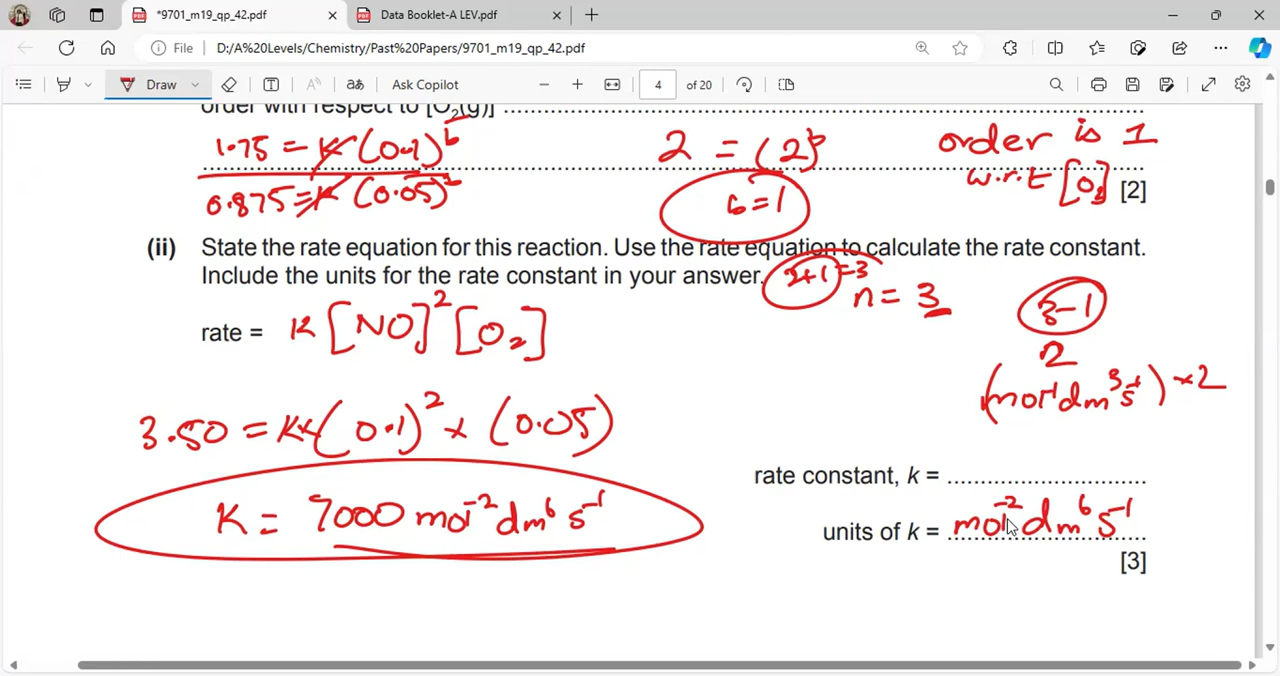 *9701_m19_qp_42.pdf
Data Booklet-A LEV.pdf
File D:/A%20Levels/Chemistry/Past%20Papers/9701_m19_qp_42.pdf
Draw
Ask Copilot
4 of 20
order with respect to [O2(g)]
1.75 = K (0.1)^b
0.875 = K (0.05)^b
2 = (2)^b
b = 1
order is 1
w.r.t [O2]
[2]
(ii) State the rate equation for this reaction. Use the rate equation to calculate the rate constant.
Include the units for the rate constant in your answer.
2+1=3
n = 3
3-1
2
(mol⁻¹dm³s⁻¹) ×2
rate = K [NO]² [O₂]
3.50 = K×(0.1)² × (0.05)
rate constant, k =
K = 7000 mol⁻² dm⁶ s⁻¹
units of k = mol⁻² dm⁶ s⁻¹
[3]